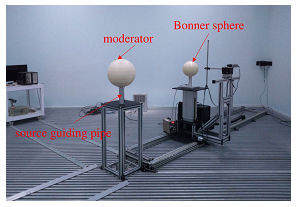 Bonner sphere
moderator
source guiding pipe